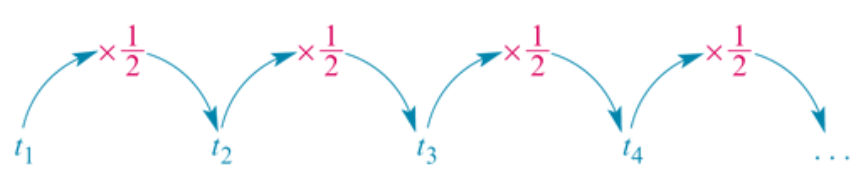 × 1/2 × 1/2 × 1/2 × 1/2
t₁ t₂ t₃ t₄ ...